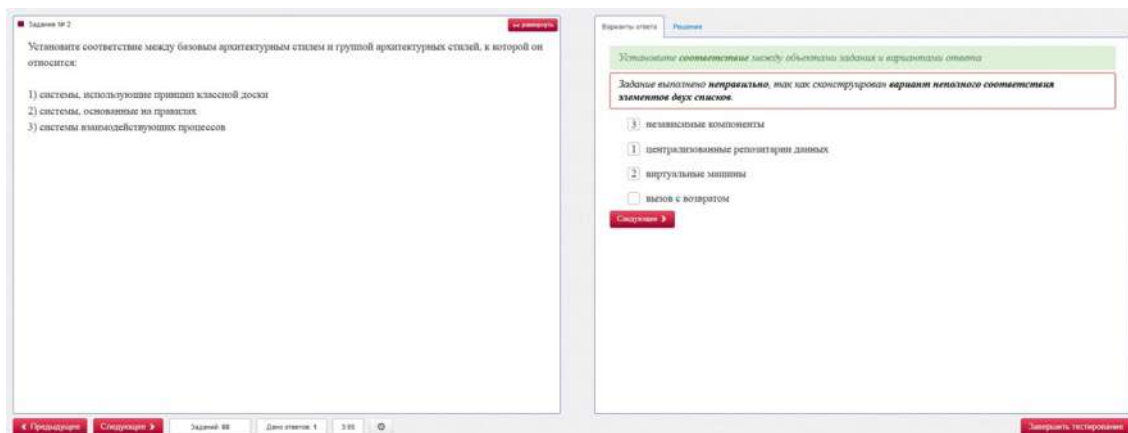 Задание № 2
развернуть
Установите соответствие между базовым архитектурным стилем и группой архитектурных стилей, к которой он
относится:
1) системы, использующие принцип классной доски
2) системы, основанные на правилах
3) системы взаимодействующих процессов
Предыдущее
Следующее
Заданий: 88
Дано ответов: 1
Варианты ответа
Решение
Установите соответствие между объектами задания и вариантами ответа
Задание выполнено неправильно, так как сконструирован вариант неполного соответствия
элементов двух списков.
3 независимые компоненты
1 централизованные репозитарии данных
2 виртуальные машины
вызов с возвратом
Следующее
Завершить тестирование